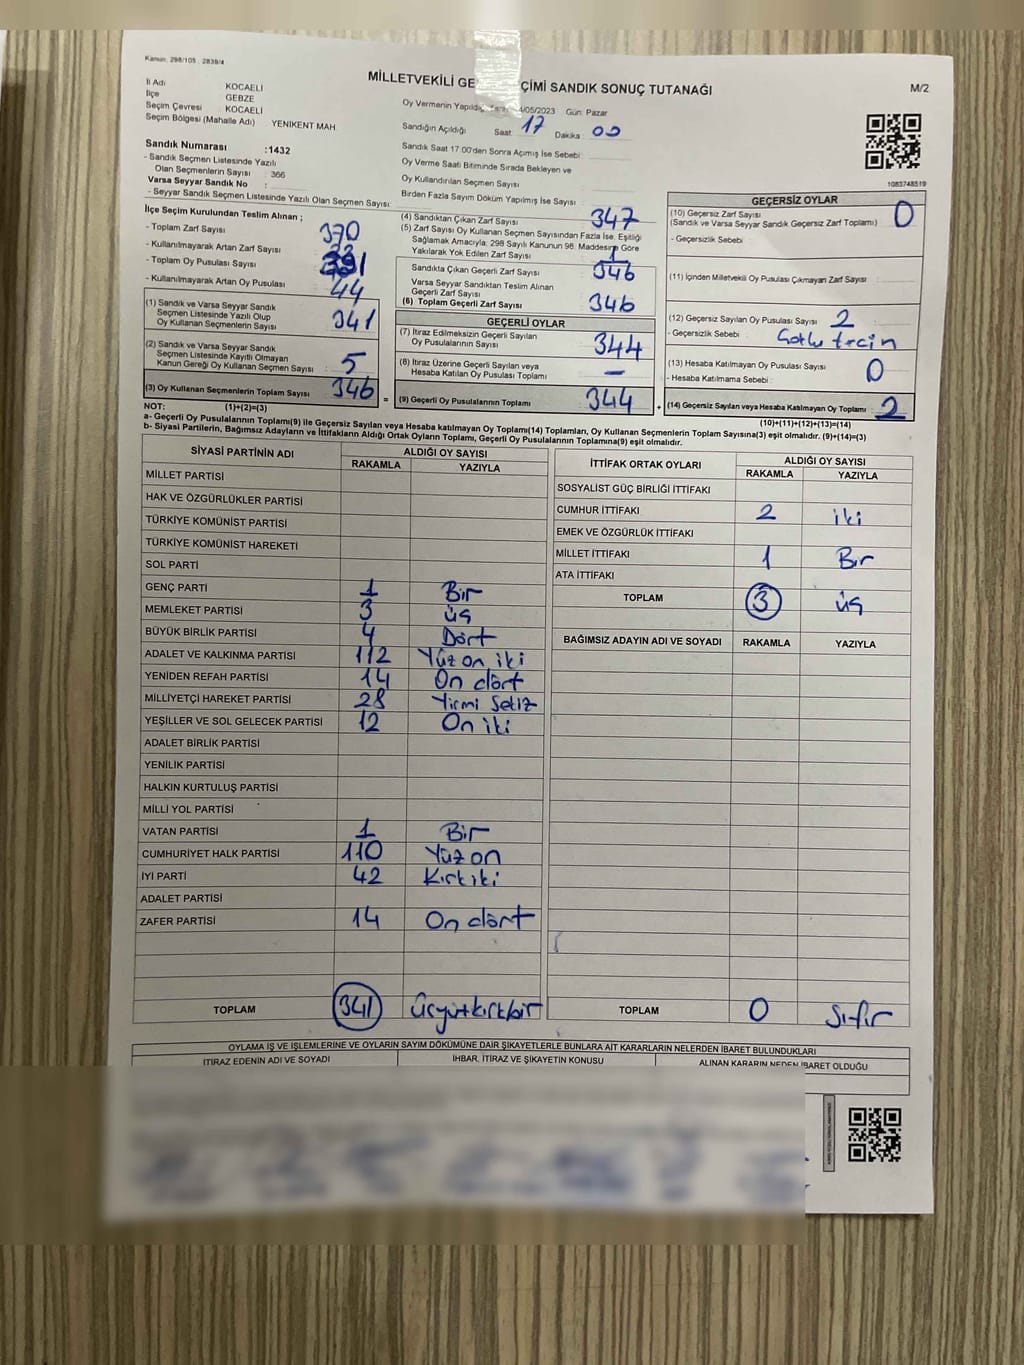 Kanun: 298/105, 2839/4
MİLLETVEKİLİ GE ÇİMİ SANDIK SONUÇ TUTANAĞI
M/2
İl Adı KOCAELİ
İlçe GEBZE
Seçim Çevresi KOCAELİ
Seçim Bölgesi (Mahalle Adı) YENİKENT MAH.
Oy Vermenin Yapıldığı 4/05/2023 Gün: Pazar
Sandığın Açıldığı Saat: 17 Dakika: 00
Sandık Saat 17:00'den Sonra Açılmış İse Sebebi:
Oy Verme Saati Bitiminde Sırada Bekleyen ve
Oy Kullandırılan Seçmen Sayısı
Birden Fazla Sayım Döküm Yapılmış İse Sayısı :
Sandık Numarası :1432
- Sandık Seçmen Listesinde Yazılı
Olan Seçmenlerin Sayısı : 366
Varsa Seyyar Sandık No :
- Seyyar Sandık Seçmen Listesinde Yazılı Olan Seçmen Sayısı:
1083748519
İlçe Seçim Kurulundan Teslim Alınan ;
- Toplam Zarf Sayısı 370
- Kullanılmayarak Artan Zarf Sayısı
- Toplam Oy Pusulası Sayısı
- Kullanılmayarak Artan Oy Pusulası 44
(1) Sandık ve Varsa Seyyar Sandık
Seçmen Listesinde Yazılı Olup
Oy Kullanan Seçmenlerin Sayısı 341
(2) Sandık ve Varsa Seyyar Sandık
Seçmen Listesinde Kayıtlı Olmayan
Kanun Gereği Oy Kullanan Seçmen Sayısı : 5
(3) Oy Kullanan Seçmenlerin Toplam Sayısı 346
(4) Sandıktan Çıkan Zarf Sayısı 347
(5) Zarf Sayısı Oy Kullanan Seçmen Sayısından Fazla İse, Eşitliği
Sağlamak Amacıyla; 298 Sayılı Kanunun 98. Maddesine Göre
Yakılarak Yok Edilen Zarf Sayısı 1
Sandıkta Çıkan Geçerli Zarf Sayısı 346
Varsa Seyyar Sandıktan Teslim Alınan
Geçerli Zarf Sayısı
(6) Toplam Geçerli Zarf Sayısı 346
GEÇERLİ OYLAR
(7) İtiraz Edilmeksizin Geçerli Sayılan
Oy Pusulalarının Sayısı: 344
(8) İtiraz Üzerine Geçerli Sayılan veya
Hesaba Katılan Oy Pusulası Toplamı –
= (9) Geçerli Oy Pusulalarının Toplamı 344 +
GEÇERSİZ OYLAR
(10) Geçersiz Zarf Sayısı 0
(Sandık ve Varsa Seyyar Sandık Geçersiz Zarf Toplamı)
- Geçersizlik Sebebi
(11) İçinden Milletvekili Oy Pusulası Çıkmayan Zarf Sayısı
(12) Geçersiz Sayılan Oy Pusulası Sayısı 2
- Geçersizlik Sebebi :
(13) Hesaba Katılmayan Oy Pusulası Sayısı 0
- Hesaba Katılmama Sebebi :
(14) Geçersiz Sayılan veya Hesaba Katılmayan Oy Toplamı 2
NOT: (1)+(2)=(3) (10)+(11)+(12)+(13)=(14)
a- Geçerli Oy Pusulalarının Toplamı(9) ile Geçersiz Sayılan veya Hesaba katılmayan Oy Toplamı(14) Toplamları, Oy Kullanan Seçmenlerin Toplam Sayısına(3) eşit olmalıdır. (9)+(14)=(3)
b- Siyasi Partilerin, Bağımsız Adayların ve İttifakların Aldığı Ortak Oyların Toplamı, Geçerli Oy Pusulalarının Toplamına(9) eşit olmalıdır.
SİYASİ PARTİNİN ADI ALDIĞI OY SAYISI
RAKAMLA YAZIYLA
MİLLET PARTİSİ
HAK VE ÖZGÜRLÜKLER PARTİSİ
TÜRKİYE KOMÜNİST PARTİSİ
TÜRKİYE KOMÜNİST HAREKETİ
SOL PARTİ
GENÇ PARTİ 1 Bir
MEMLEKET PARTİSİ 3 üç
BÜYÜK BİRLİK PARTİSİ 4 Dört
ADALET VE KALKINMA PARTİSİ 112 Yüz on iki
YENİDEN REFAH PARTİSİ 14 On dört
MİLLİYETÇİ HAREKET PARTİSİ 28 Yirmi Sekiz
YEŞİLLER VE SOL GELECEK PARTİSİ 12 On iki
ADALET BİRLİK PARTİSİ
YENİLİK PARTİSİ
HALKIN KURTULUŞ PARTİSİ
MİLLİ YOL PARTİSİ
VATAN PARTİSİ 1 Bir
CUMHURİYET HALK PARTİSİ 110 Yüz on
İYİ PARTİ 42 Kırk iki
ADALET PARTİSİ
ZAFER PARTİSİ 14 On dört
TOPLAM 341 Üçyüzkırkbir
İTTİFAK ORTAK OYLARI ALDIĞI OY SAYISI
RAKAMLA YAZIYLA
SOSYALİST GÜÇ BİRLİĞİ İTTİFAKI
CUMHUR İTTİFAKI 2 iki
EMEK VE ÖZGÜRLÜK İTTİFAKI
MİLLET İTTİFAKI 1 Bir
ATA İTTİFAKI
TOPLAM 3 üç
BAĞIMSIZ ADAYIN ADI VE SOYADI RAKAMLA YAZIYLA
TOPLAM 0 Sıfır
OYLAMA İŞ VE İŞLEMLERİNE VE OYLARIN SAYIM DÖKÜMÜNE DAİR ŞİKAYETLERLE BUNLARA AİT KARARLARIN NELERDEN İBARET BULUNDUKLARI
İTİRAZ EDENİN ADI VE SOYADI İHBAR, İTİRAZ VE ŞİKAYETİN KONUSU ALINAN KARARIN NEDEN İBARET OLDUĞU